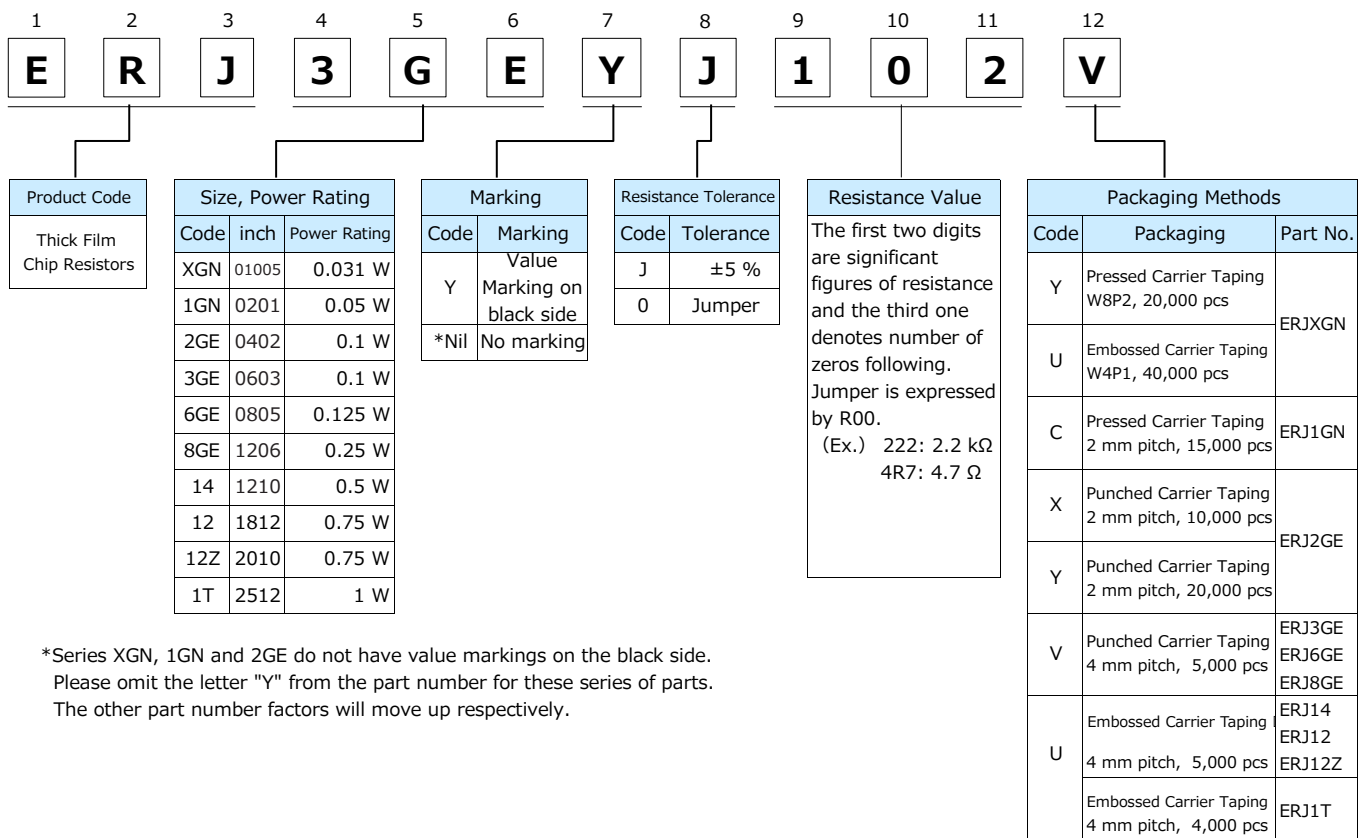 1 2 3 4 5 6 7 8 9 10 11 12
E R J 3 G E Y J 1 0 2 V
Product Code
Thick Film
Chip Resistors
Size, Power Rating
Code inch Power Rating
XGN 01005 0.031 W
1GN 0201 0.05 W
2GE 0402 0.1 W
3GE 0603 0.1 W
6GE 0805 0.125 W
8GE 1206 0.25 W
14 1210 0.5 W
12 1812 0.75 W
12Z 2010 0.75 W
1T 2512 1 W
Marking
Code Marking
Y Value
Marking on
black side
*Nil No marking
Resistance Tolerance
Code Tolerance
J ±5 %
0 Jumper
Resistance Value
The first two digits
are significant
figures of resistance
and the third one
denotes number of
zeros following.
Jumper is expressed
by R00.
(Ex.) 222: 2.2 kΩ
4R7: 4.7 Ω
Packaging Methods
Code Packaging Part No.
Y Pressed Carrier Taping
W8P2, 20,000 pcs
ERJXGN
U Embossed Carrier Taping
W4P1, 40,000 pcs
C Pressed Carrier Taping
2 mm pitch, 15,000 pcs
ERJ1GN
X Punched Carrier Taping
2 mm pitch, 10,000 pcs
ERJ2GE
Y Punched Carrier Taping
2 mm pitch, 20,000 pcs
V Punched Carrier Taping
4 mm pitch, 5,000 pcs
ERJ3GE
ERJ6GE
ERJ8GE
U Embossed Carrier Taping
4 mm pitch, 5,000 pcs
ERJ14
ERJ12
ERJ12Z
Embossed Carrier Taping
4 mm pitch, 4,000 pcs
ERJ1T
*Series XGN, 1GN and 2GE do not have value markings on the black side.
Please omit the letter "Y" from the part number for these series of parts.
The other part number factors will move up respectively.